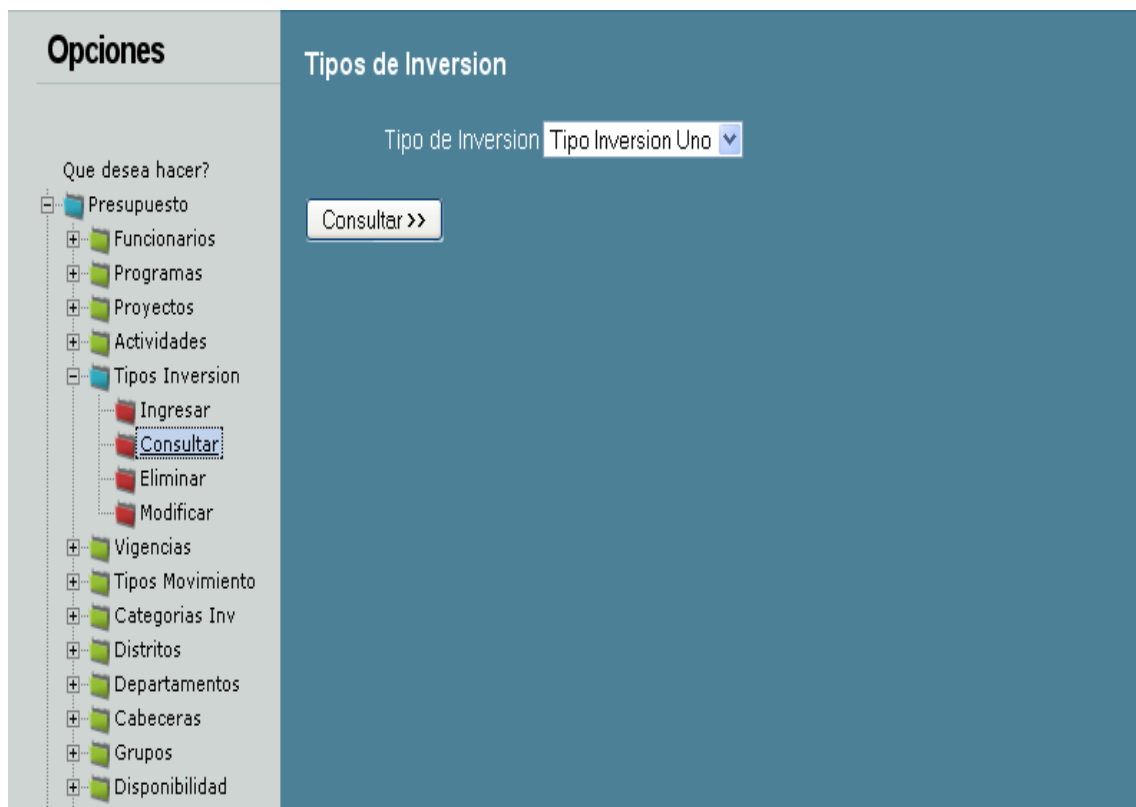 Opciones
Que desea hacer?
Presupuesto
Funcionarios
Programas
Proyectos
Actividades
Tipos Inversion
Ingresar
Consultar
Eliminar
Modificar
Vigencias
Tipos Movimiento
Categorias Inv
Distritos
Departamentos
Cabeceras
Grupos
Disponibilidad
Tipos de Inversion
Tipo de Inversion Tipo Inversion Uno
Consultar >>